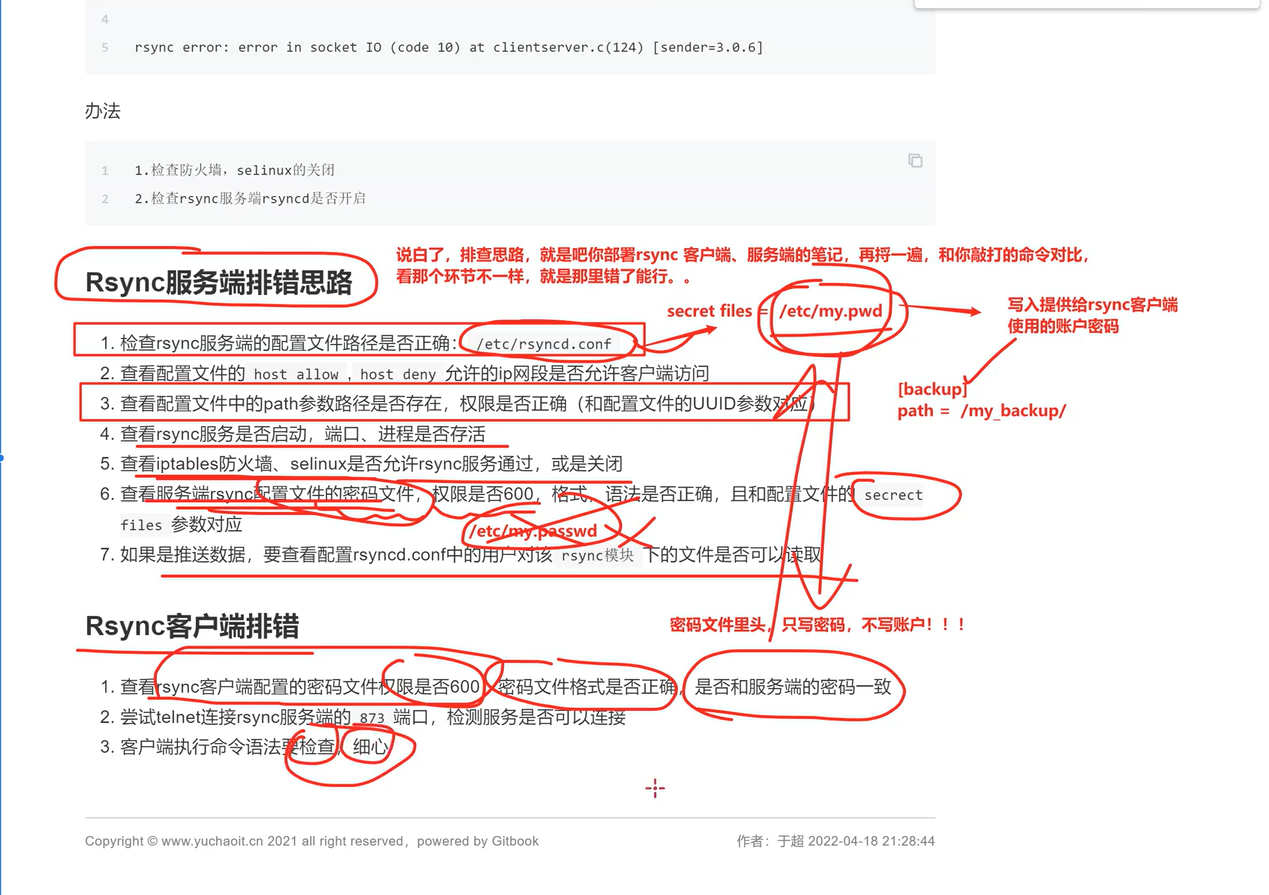 4
5 rsync error: error in socket IO (code 10) at clientserver.c(124) [sender=3.0.6]
办法
1 1.检查防火墙，selinux的关闭
2 2.检查rsync服务端rsyncd是否开启
说白了，排查思路，就是吧你部署rsync 客户端、服务端的笔记，再捋一遍，和你敲打的命令对比，
看那个环节不一样，就是那里错了能行。。
Rsync服务端排错思路
secret files = /etc/my.pwd
写入提供给rsync客户端
使用的账户密码
1. 检查rsync服务端的配置文件路径是否正确： /etc/rsyncd.conf
2. 查看配置文件的 host allow , host deny 允许的ip网段是否允许客户端访问
[backup]
path = /my_backup/
3. 查看配置文件中的path参数路径是否存在，权限是否正确（和配置文件的UUID参数对应）
4. 查看rsync服务是否启动，端口、进程是否存活
5. 查看iptables防火墙、selinux是否允许rsync服务通过，或是关闭
6. 查看服务端rsync配置文件的密码文件，权限是否600，格式，语法是否正确，且和配置文件的 secrect
files 参数对应
/etc/my.passwd
7. 如果是推送数据，要查看配置rsyncd.conf中的用户对该 rsync模块 下的文件是否可以读取
Rsync客户端排错
密码文件里头，只写密码，不写账户！！！
1. 查看rsync客户端配置的密码文件权限是否600，密码文件格式是否正确，是否和服务端的密码一致
2. 尝试telnet连接rsync服务端的 873 端口，检测服务是否可以连接
3. 客户端执行命令语法要检查，细心
Copyright © www.yuchaoit.cn 2021 all right reserved，powered by Gitbook
作者：于超 2022-04-18 21:28:44